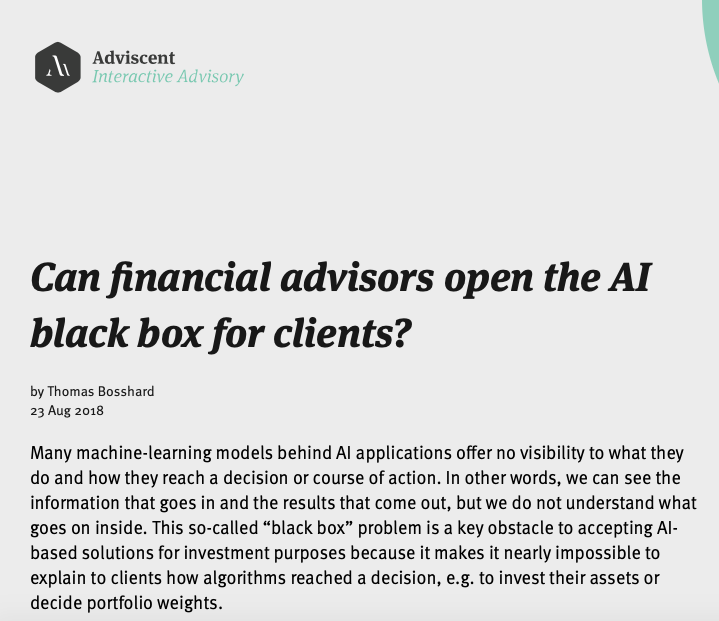 Adviscent
Interactive Advisory
Can financial advisors open the AI
black box for clients?
by Thomas Bosshard
23 Aug 2018
Many machine-learning models behind AI applications offer no visibility to what they
do and how they reach a decision or course of action. In other words, we can see the
information that goes in and the results that come out, but we do not understand what
goes on inside. This so-called “black box” problem is a key obstacle to accepting AI-
based solutions for investment purposes because it makes it nearly impossible to
explain to clients how algorithms reached a decision, e.g. to invest their assets or
decide portfolio weights.